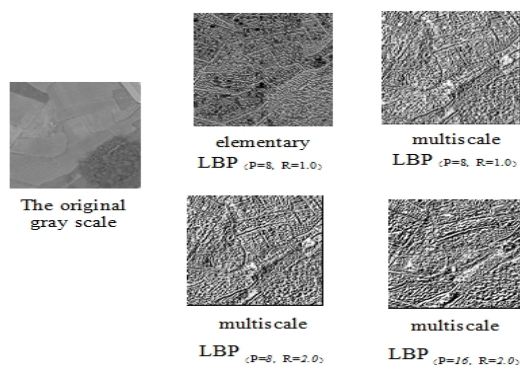 elementary
LBP (P=8, R=1.0)
multiscale
LBP (P=8, R=1.0)
The original
gray scale
multiscale
LBP (P=8, R=2.0)
multiscale
LBP (P=16, R=2.0)